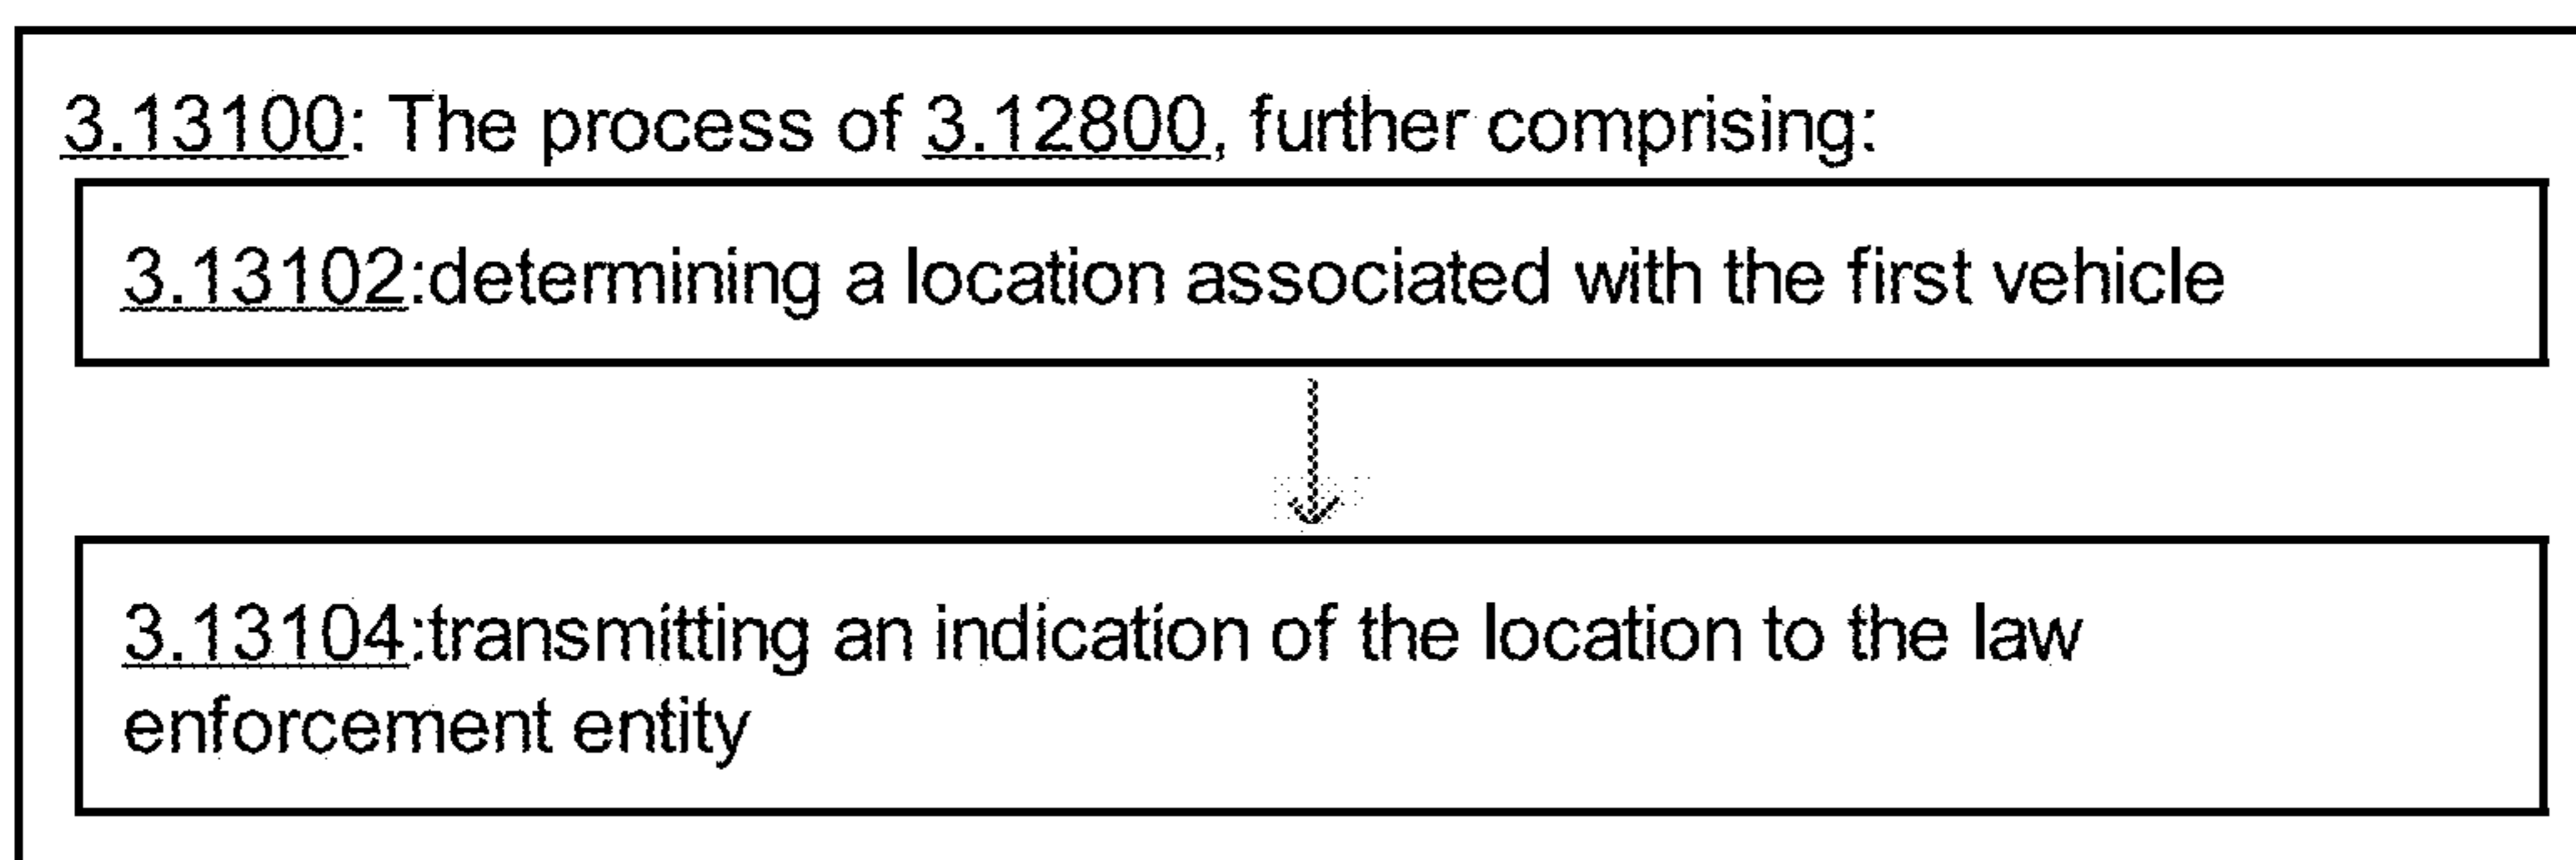 3.13100: The process of 3.12800, further comprising:
3.13102:determining a location associated with the first vehicle
3.13104:transmitting an indication of the location to the law
enforcement entity